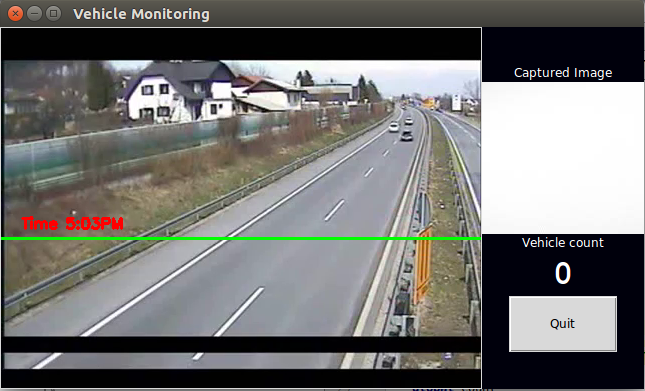 Vehicle Monitoring
Captured Image
Time 5:03PM
Vehicle count
0
Quit